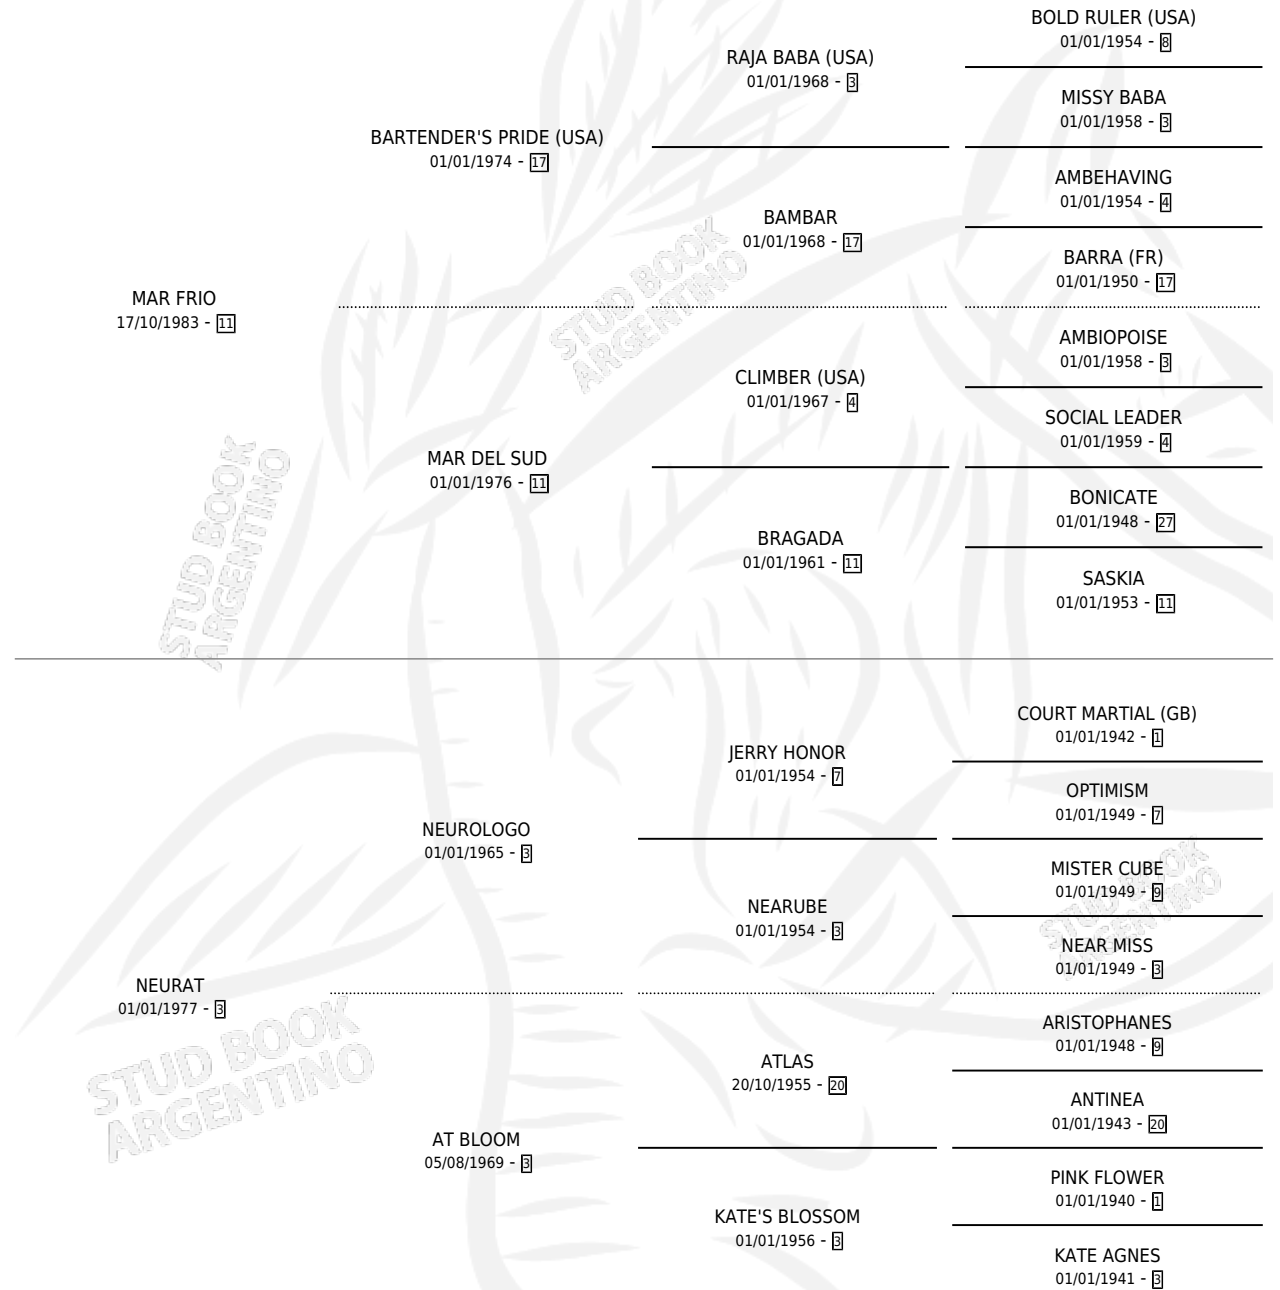 BOLD RULER (USA)
01/01/1954 - 8
RAJA BABA (USA)
01/01/1968 - 3
MISSY BABA
01/01/1958 - 3
BARTENDER'S PRIDE (USA)
01/01/1974 - 17
AMBEHAVING
01/01/1954 - 4
BAMBAR
01/01/1968 - 17
BARRA (FR)
01/01/1950 - 17
MAR FRIO
17/10/1983 - 11
STUD BOOK
ARGENTINO
AMBIOPOISE
01/01/1958 - 3
CLIMBER (USA)
01/01/1967 - 4
SOCIAL LEADER
01/01/1959 - 4
MAR DEL SUD
01/01/1976 - 11
BONICATE
01/01/1948 - 27
BRAGADA
01/01/1961 - 11
SASKIA
01/01/1953 - 11
STUD BOOK
ARGENTINO
COURT MARTIAL (GB)
01/01/1942 - 1
JERRY HONOR
01/01/1954 - 7
OPTIMISM
01/01/1949 - 7
NEUROLOGO
01/01/1965 - 3
MISTER CUBE
01/01/1949 - 9
NEARUBE
01/01/1954 - 3
NEAR MISS
01/01/1949 - 3
STUD BOOK
ARGENTINO
NEURAT
01/01/1977 - 3
ARISTOPHANES
01/01/1948 - 9
ATLAS
20/10/1955 - 20
ANTINEA
01/01/1943 - 20
STUD BOOK
ARGENTINO
AT BLOOM
05/08/1969 - 3
PINK FLOWER
01/01/1940 - 1
KATE'S BLOSSOM
01/01/1956 - 3
KATE AGNES
01/01/1941 - 3